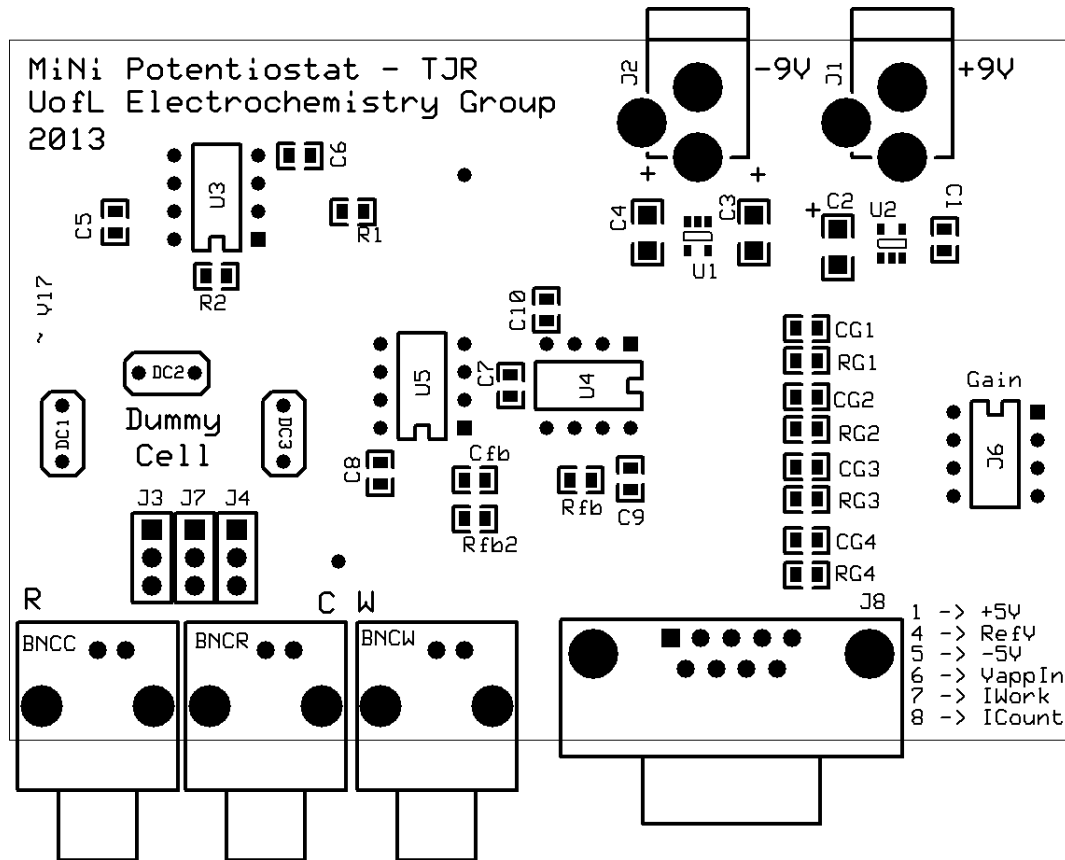 MiNi Potentiostat - TJR
UofL Electrochemistry Group
2013
J2
-9V
J1
+9V
C6
U3
C5
R1
R2
+
+
C4
C3
U1
+
C2
U2
C1
~ V17
C10
CG1
RG1
DC2
U5
C7
U4
CG2
RG2
Gain
DC1
Dummy
Cell
DC3
C8
Cfb
Rfb
C9
CG3
RG3
J6
J3
J7
J4
Rfb2
CG4
RG4
R
C
W
J8
BNCC
BNCR
BNCW
1 -> +5V
4 -> RefV
5 -> -5V
6 -> VappIn
7 -> IWork
8 -> ICount